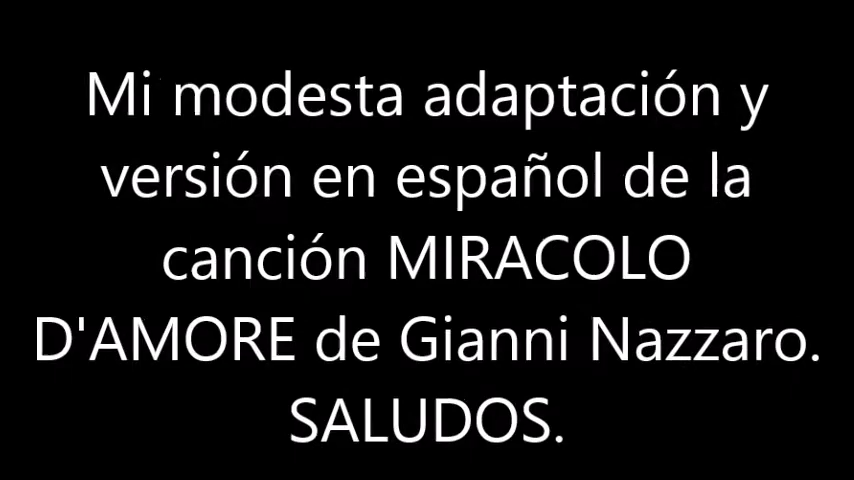 Mi modesta adaptación y
versión en español de la
canción MIRACOLO
D'AMORE de Gianni Nazzaro.
SALUDOS.